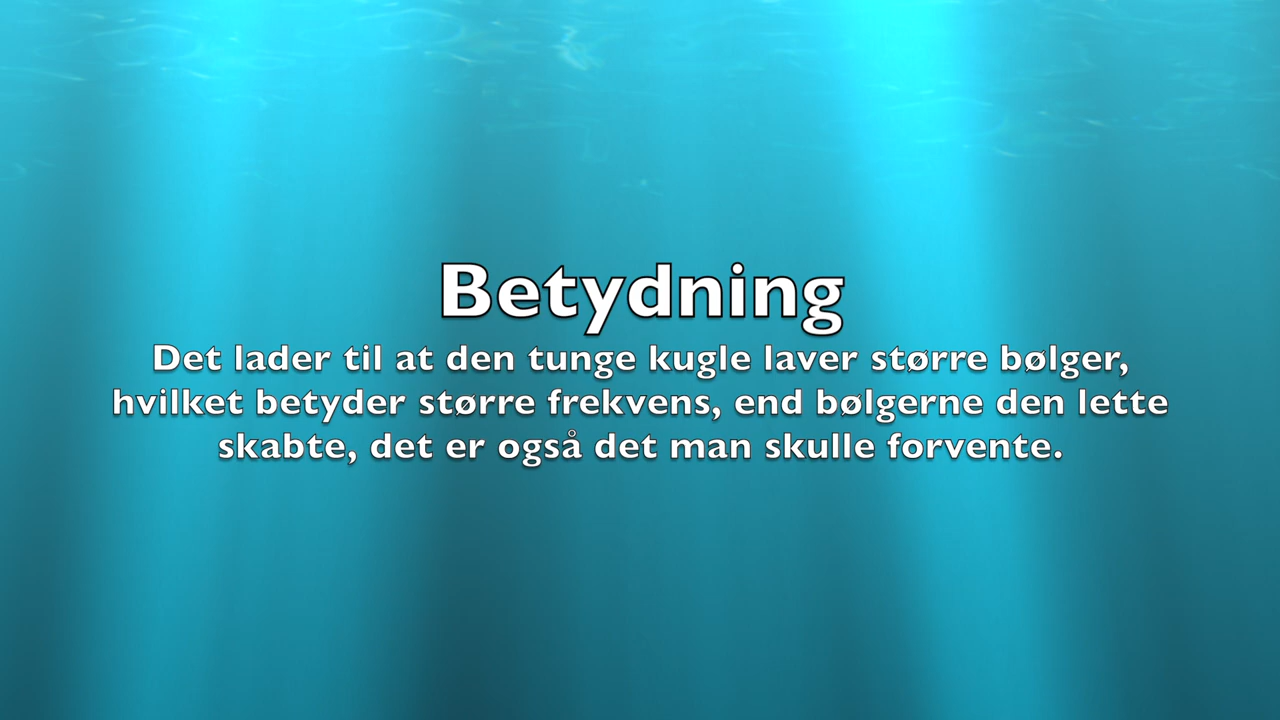 Betydning
Det lader til at den tunge kugle laver større bølger,
hvilket betyder større frekvens, end bølgerne den lette
skabte, det er også det man skulle forvente.